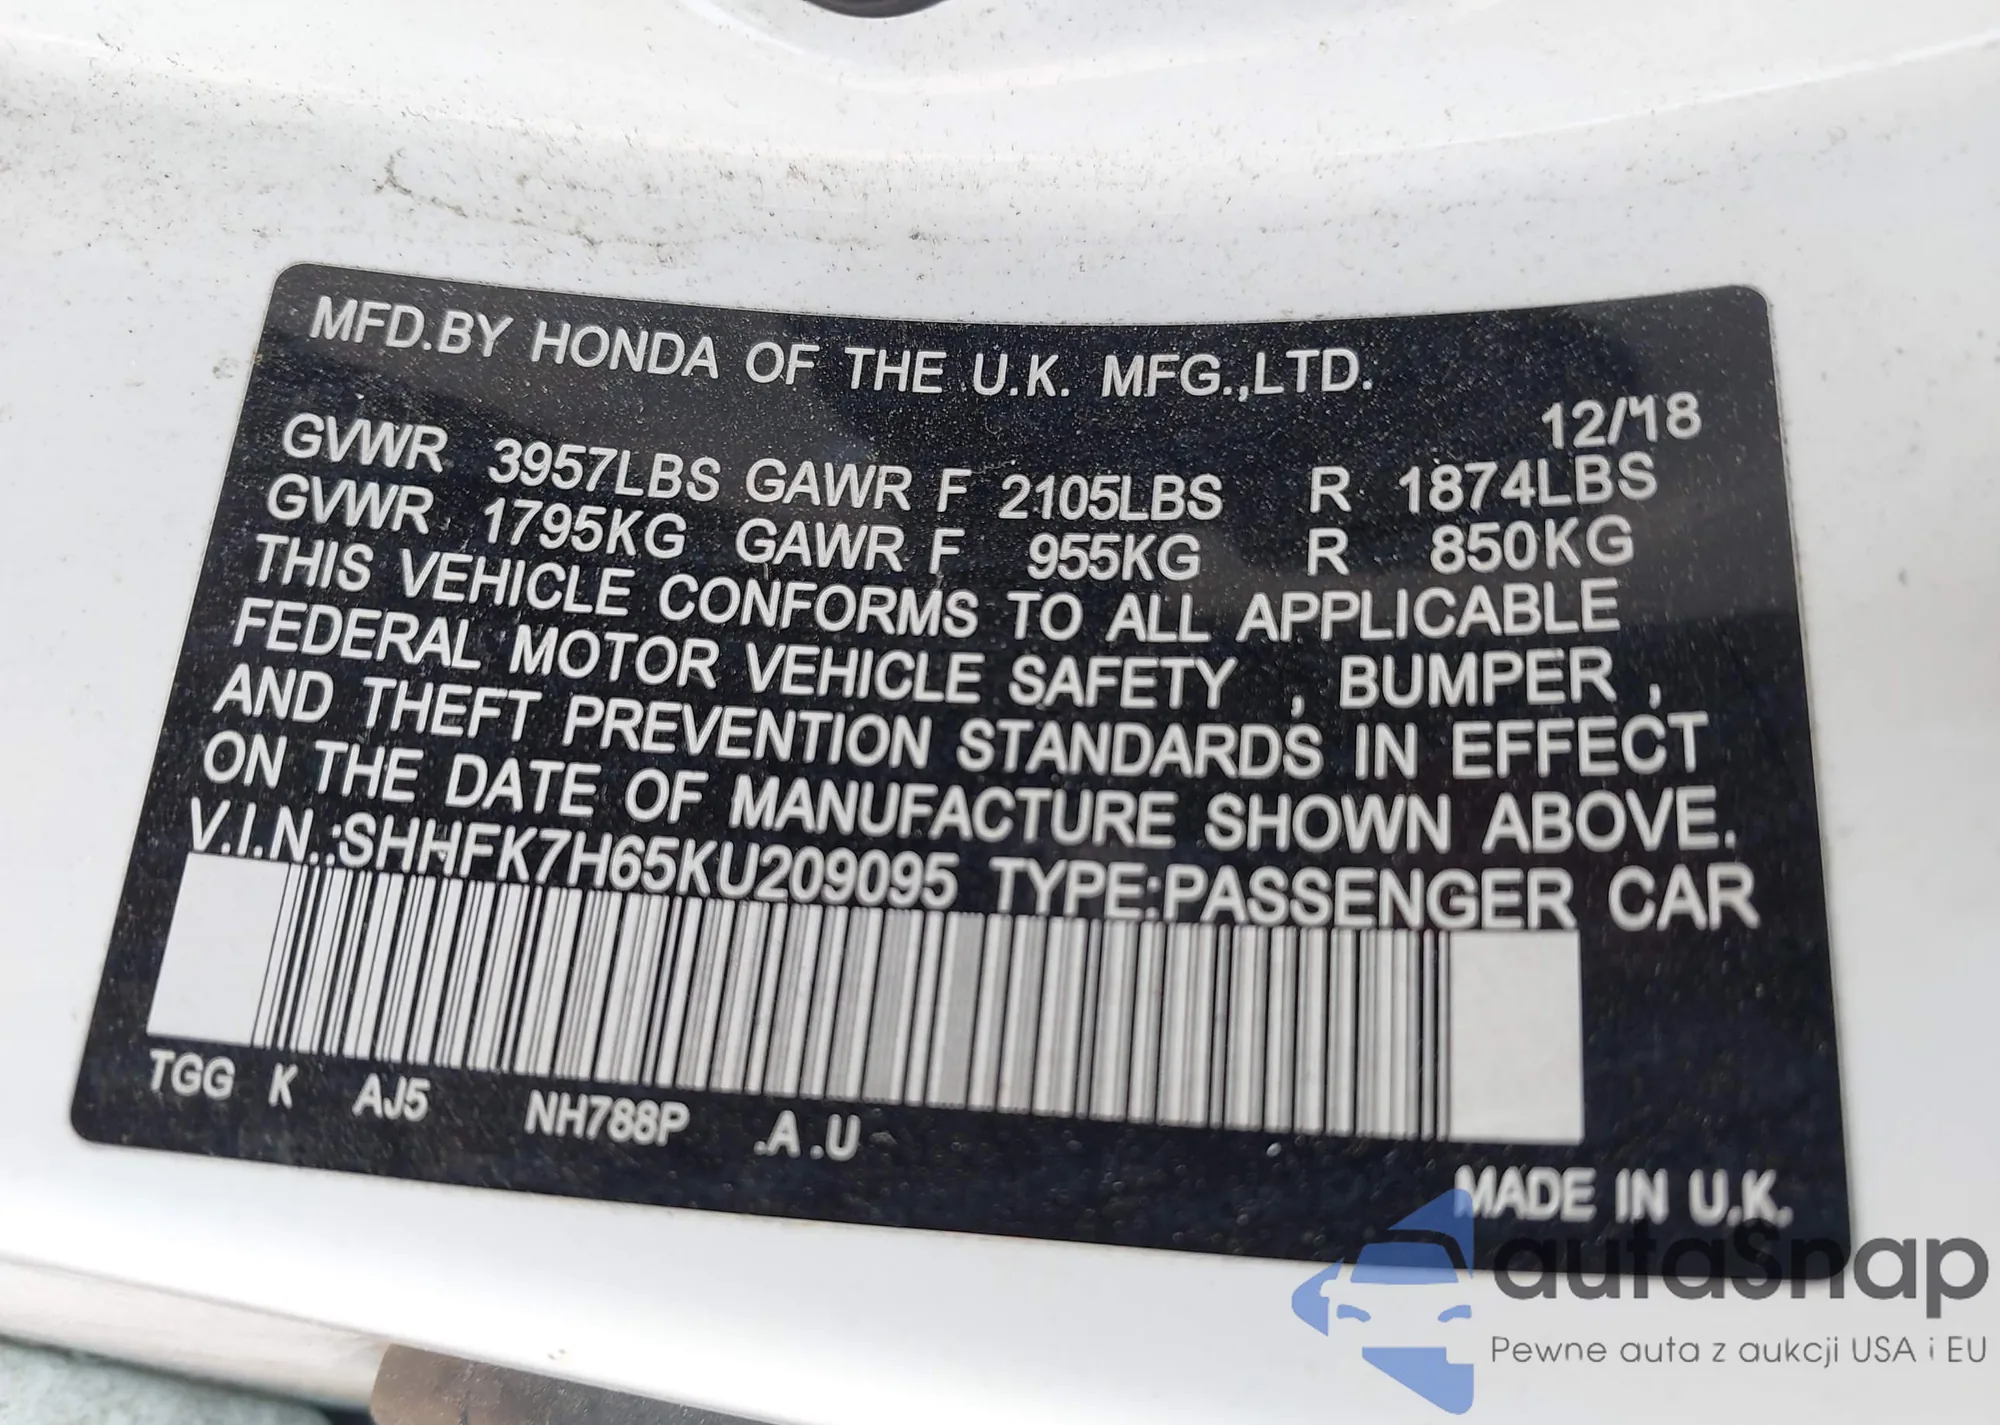 MFD.BY HONDA OF THE U.K. MFG.,LTD.
12/18
GVWR 3957LBS GAWR F 2105LBS R 1874LBS
GVWR 1795KG GAWR F 955KG R 850KG
THIS VEHICLE CONFORMS TO ALL APPLICABLE
FEDERAL MOTOR VEHICLE SAFETY , BUMPER ,
AND THEFT PREVENTION STANDARDS IN EFFECT
ON THE DATE OF MANUFACTURE SHOWN ABOVE.
V.I.N.:SHHFK7H65KU209095 TYPE:PASSENGER CAR
TGG K AJ5 NH788P .A .U
MADE IN U.K.
autaSnap
Pewne auta z aukcji USA i EU